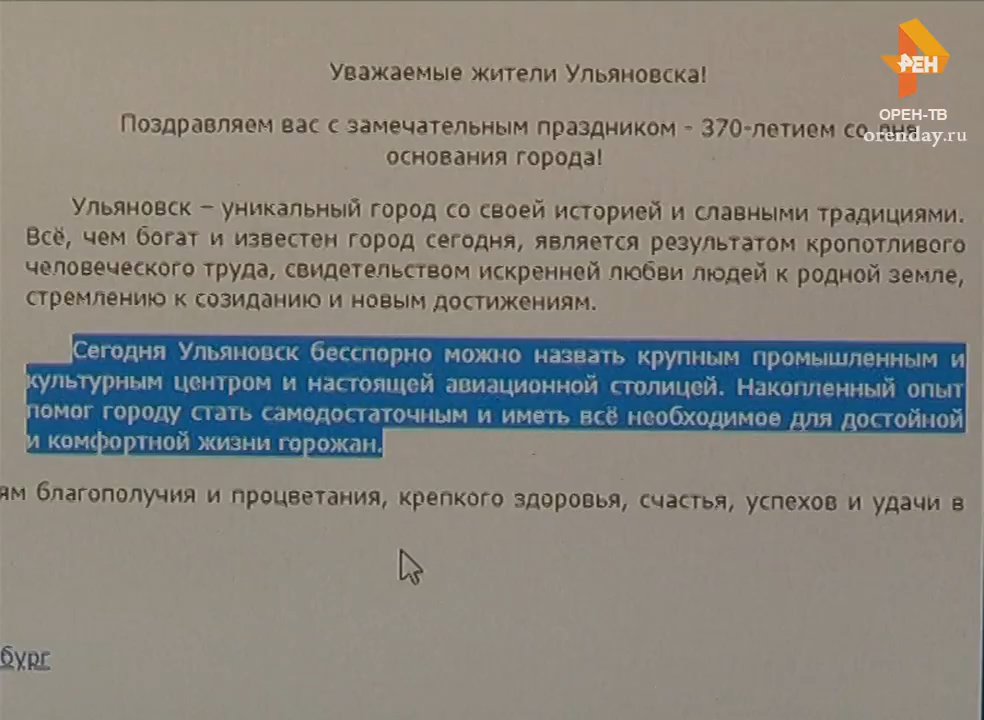 РЕН
ОРЕН-ТВ
orenday.ru
Уважаемые жители Ульяновска!
Поздравляем вас с замечательным праздником - 370-летием со дня
основания города!
Ульяновск – уникальный город со своей историей и славными традициями.
Всё, чем богат и известен город сегодня, является результатом кропотливого
человеческого труда, свидетельством искренней любви людей к родной земле,
стремлению к созиданию и новым достижениям.
Сегодня Ульяновск бесспорно можно назвать крупным промышленным и
культурным центром и настоящей авиационной столицей. Накопленный опыт
помог городу стать самодостаточным и иметь всё необходимое для достойной
и комфортной жизни горожан.
ям благополучия и процветания, крепкого здоровья, счастья, успехов и удачи в
бург